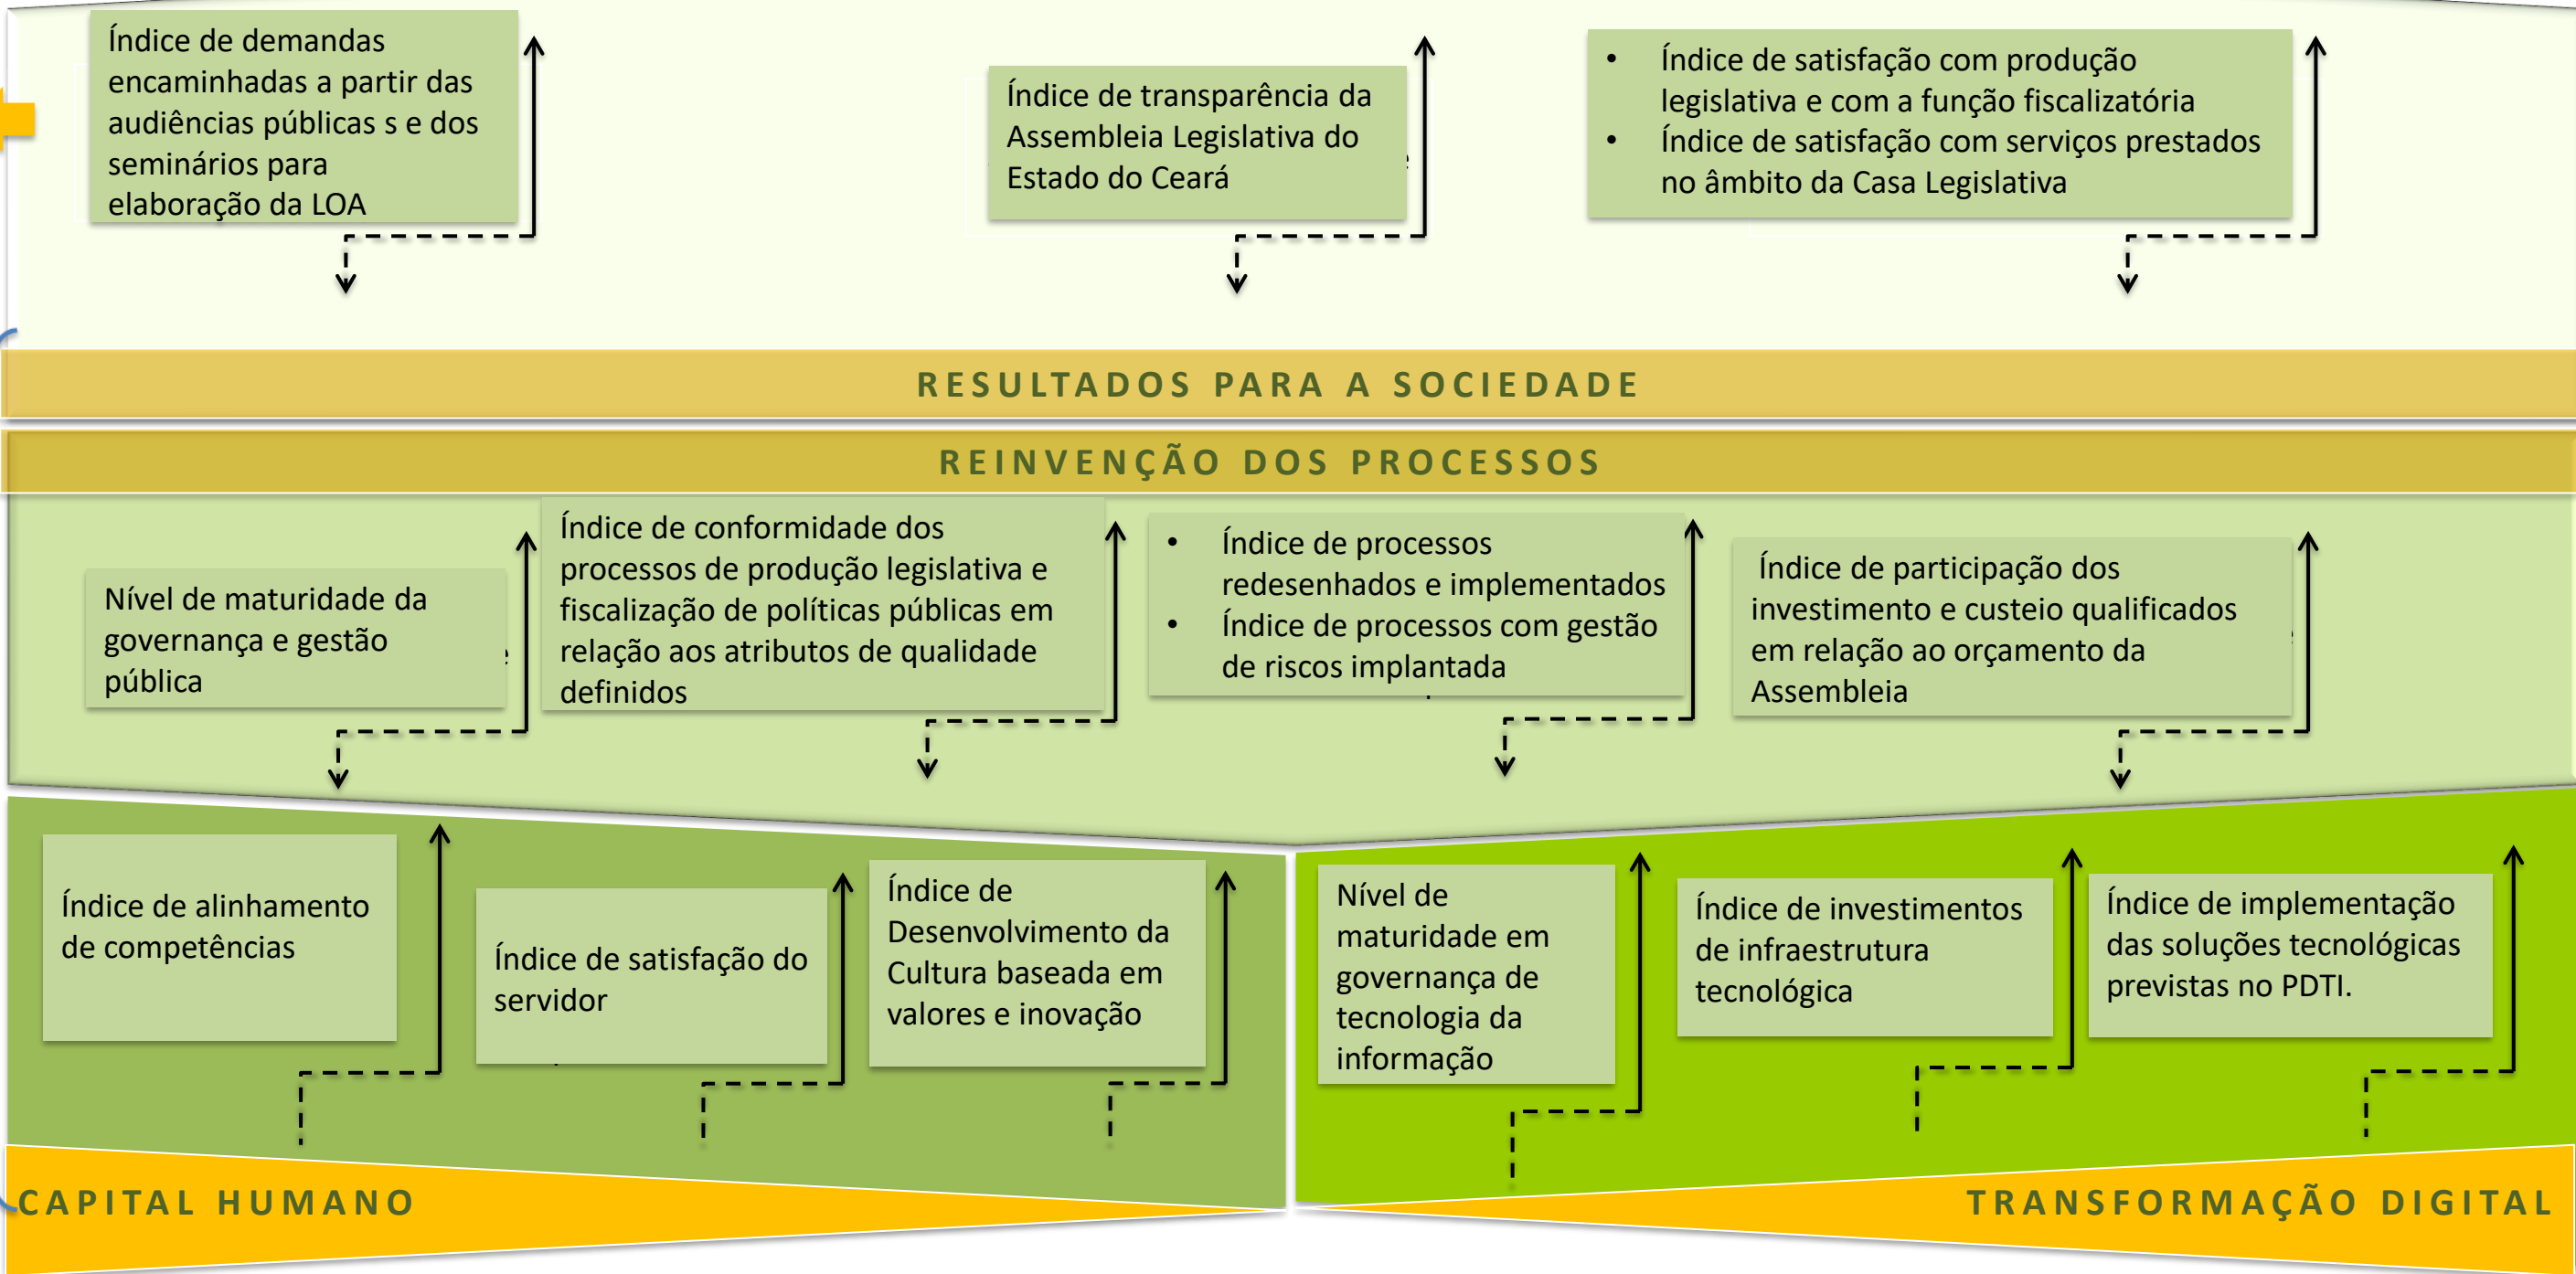 Índice de demandas
encaminhadas a partir das
audiências públicas s e dos
seminários para
elaboração da LOA
Índice de transparência da
Assembleia Legislativa do
Estado do Ceará
• Índice de satisfação com produção
legislativa e com a função fiscalizatória
• Índice de satisfação com serviços prestados
no âmbito da Casa Legislativa
RESULTADOS PARA A SOCIEDADE
REINVENÇÃO DOS PROCESSOS
Nível de maturidade da
governança e gestão
pública
Índice de conformidade dos
processos de produção legislativa e
fiscalização de políticas públicas em
relação aos atributos de qualidade
definidos
• Índice de processos
redesenhados e implementados
• Índice de processos com gestão
de riscos implantada
Índice de participação dos
investimento e custeio qualificados
em relação ao orçamento da
Assembleia
Índice de alinhamento
de competências
Índice de satisfação do
servidor
Índice de
Desenvolvimento da
Cultura baseada em
valores e inovação
Nível de
maturidade em
governança de
tecnologia da
informação
Índice de investimentos
de infraestrutura
tecnológica
Índice de implementação
das soluções tecnológicas
previstas no PDTI.
CAPITAL HUMANO
TRANSFORMAÇÃO DIGITAL